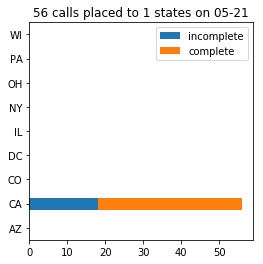 56 calls placed to 1 states on 05-21
incomplete
complete
WI
PA
OH
NY
IL
DC
CO
CA
AZ
0 10 20 30 40 50